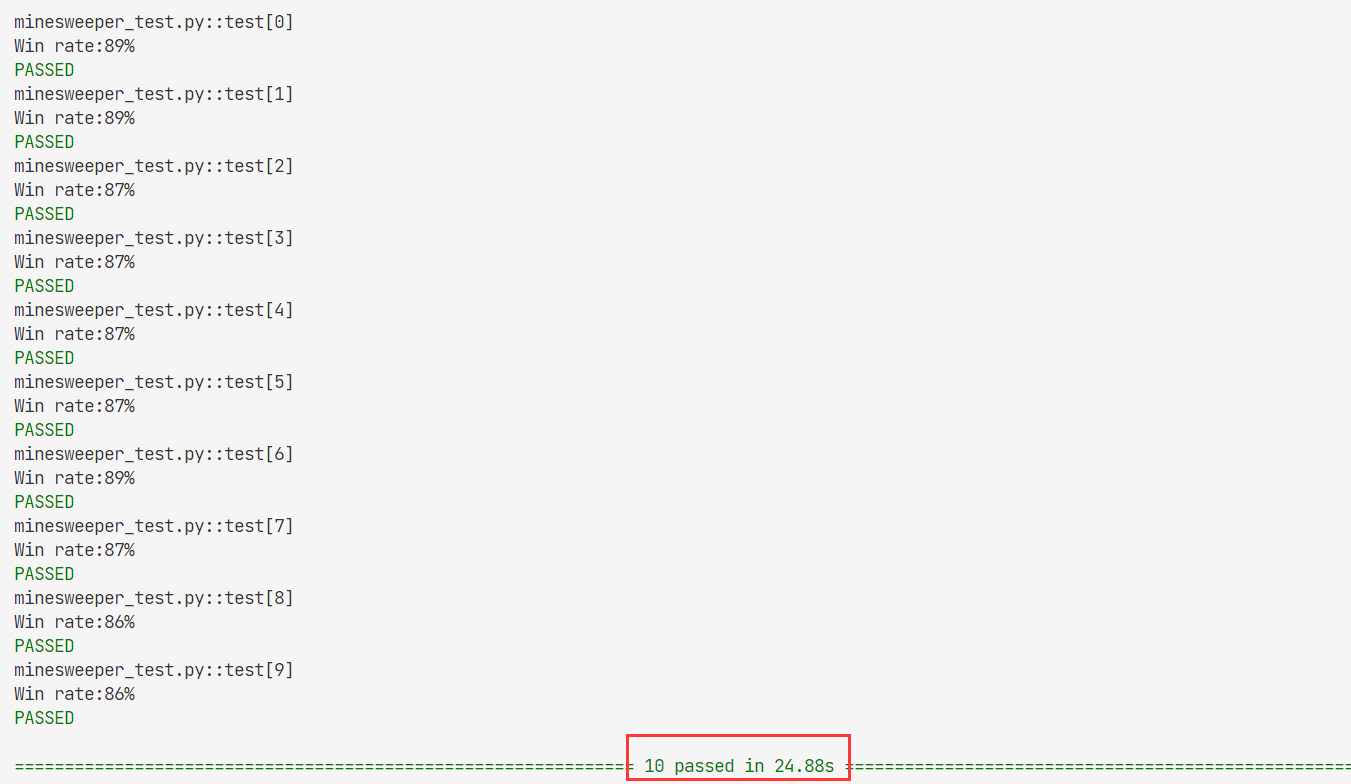 minesweeper_test.py::test[0]
Win rate:89%
PASSED
minesweeper_test.py::test[1]
Win rate:89%
PASSED
minesweeper_test.py::test[2]
Win rate:87%
PASSED
minesweeper_test.py::test[3]
Win rate:87%
PASSED
minesweeper_test.py::test[4]
Win rate:87%
PASSED
minesweeper_test.py::test[5]
Win rate:87%
PASSED
minesweeper_test.py::test[6]
Win rate:89%
PASSED
minesweeper_test.py::test[7]
Win rate:87%
PASSED
minesweeper_test.py::test[8]
Win rate:86%
PASSED
minesweeper_test.py::test[9]
Win rate:86%
PASSED
============================================================== 10 passed in 24.88s ===================================================